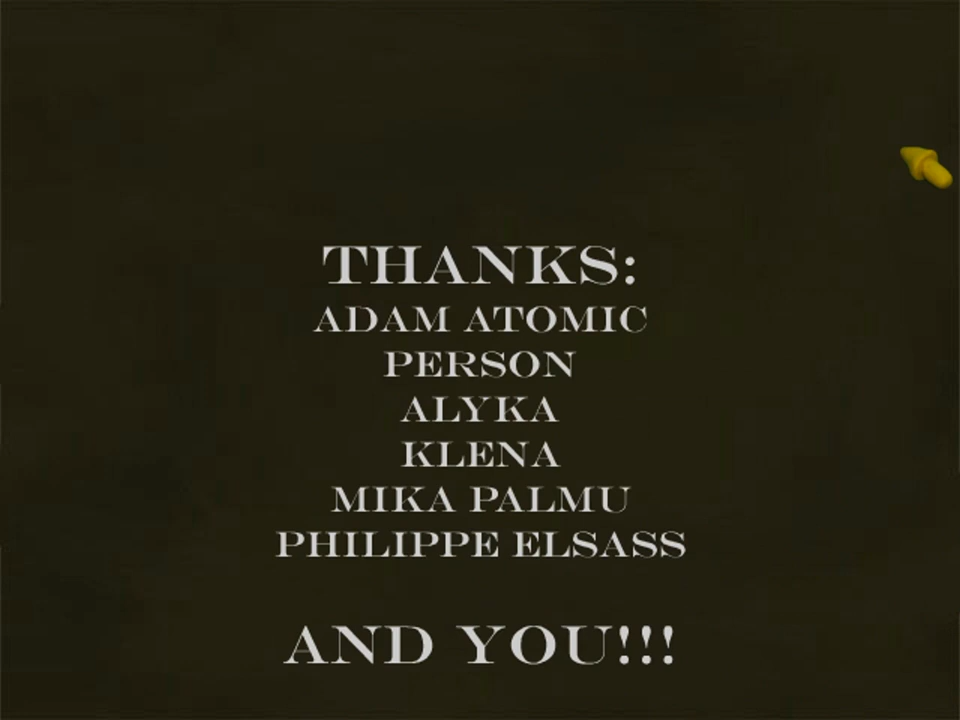 THANKS:
ADAM ATOMIC
PERSON
ALYKA
KLENA
MIKA PALMU
PHILIPPE ELSASS
AND YOU!!!